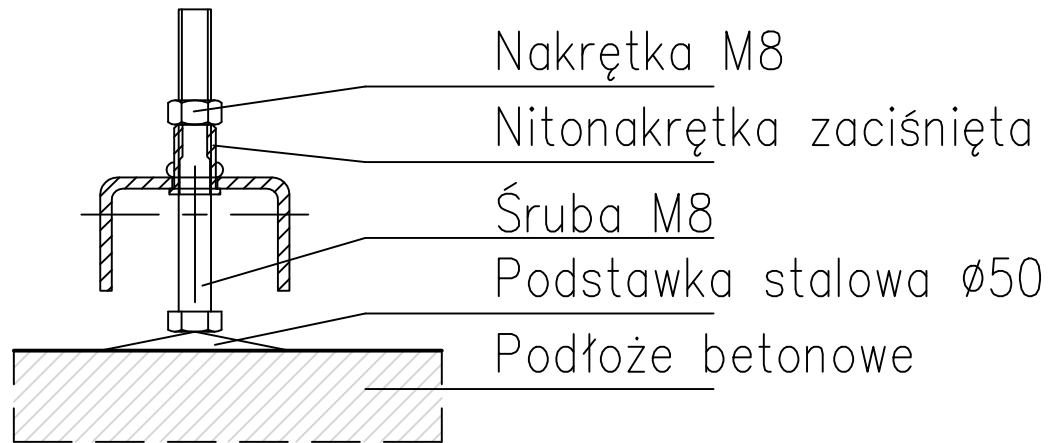 Nakrętka M8
Nitonakrętka zaciśnięta
Śruba M8
Podstawka stalowa ø50
Podłoże betonowe